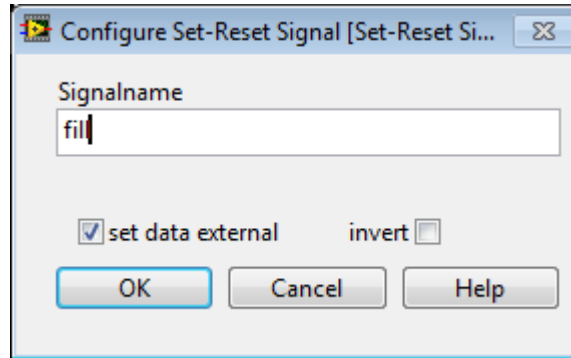 Configure Set-Reset Signal [Set-Reset Si...
Signalname
fill
set data external invert
OK Cancel Help